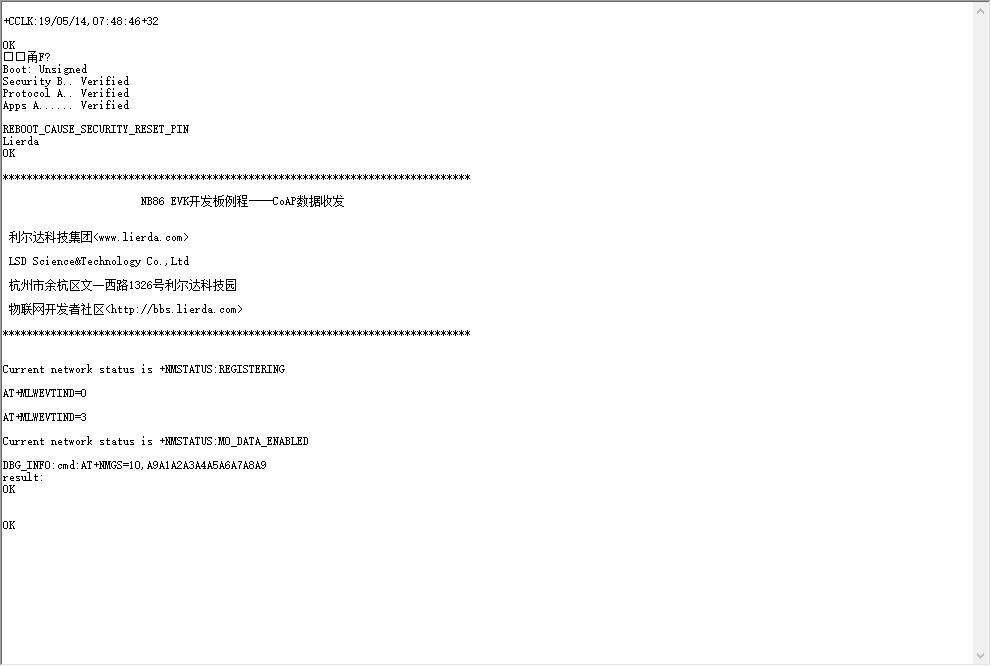 +CCLK:19/05/14,07:48:46+32
OK
□□甬F?
Boot: Unsigned
Security B.. Verified
Protocol A.. Verified
Apps A...... Verified
REBOOT_CAUSE_SECURITY_RESET_PIN
Lierda
OK
******************************************************************************
NB86 EVK开发板例程——CoAP数据收发
利尔达科技集团<www.lierda.com>
LSD Science&Technology Co.,Ltd
杭州市余杭区文一西路1326号利尔达科技园
物联网开发者社区<http://bbs.lierda.com>
******************************************************************************
Current network status is +NMSTATUS:REGISTERING
AT+MLWEVTIND=0
AT+MLWEVTIND=3
Current network status is +NMSTATUS:MO_DATA_ENABLED
DBG_INFO:cmd:AT+NMGS=10,A9A1A2A3A4A5A6A7A8A9
result:
OK
OK